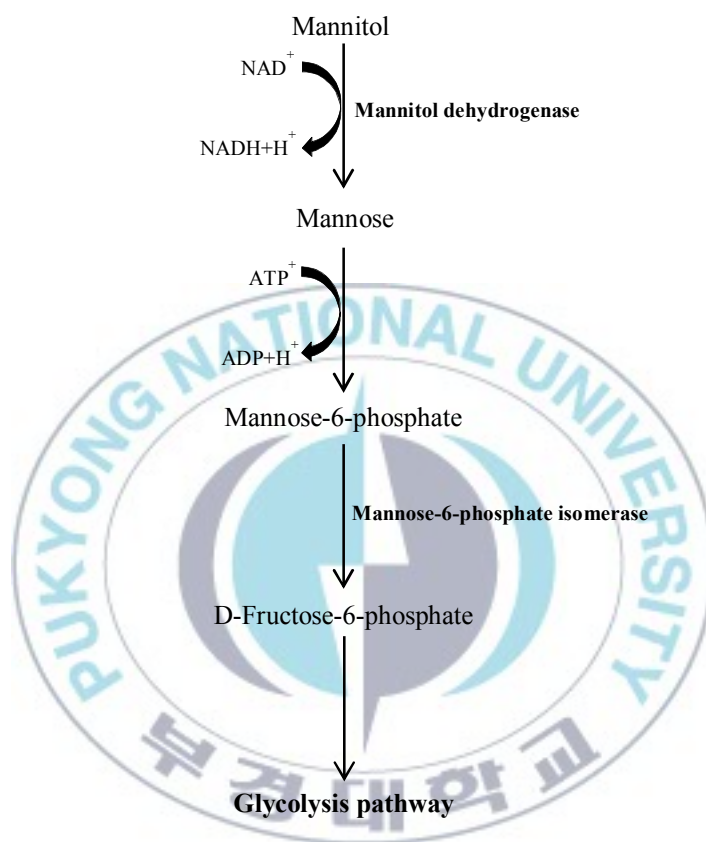 Mannitol
NAD+
Mannitol dehydrogenase
NADH+H+
Mannose
ATP+
ADP+H+
Mannose-6-phosphate
Mannose-6-phosphate isomerase
D-Fructose-6-phosphate
Glycolysis pathway
PUKYONG NATIONAL UNIVERSITY
부경대학교